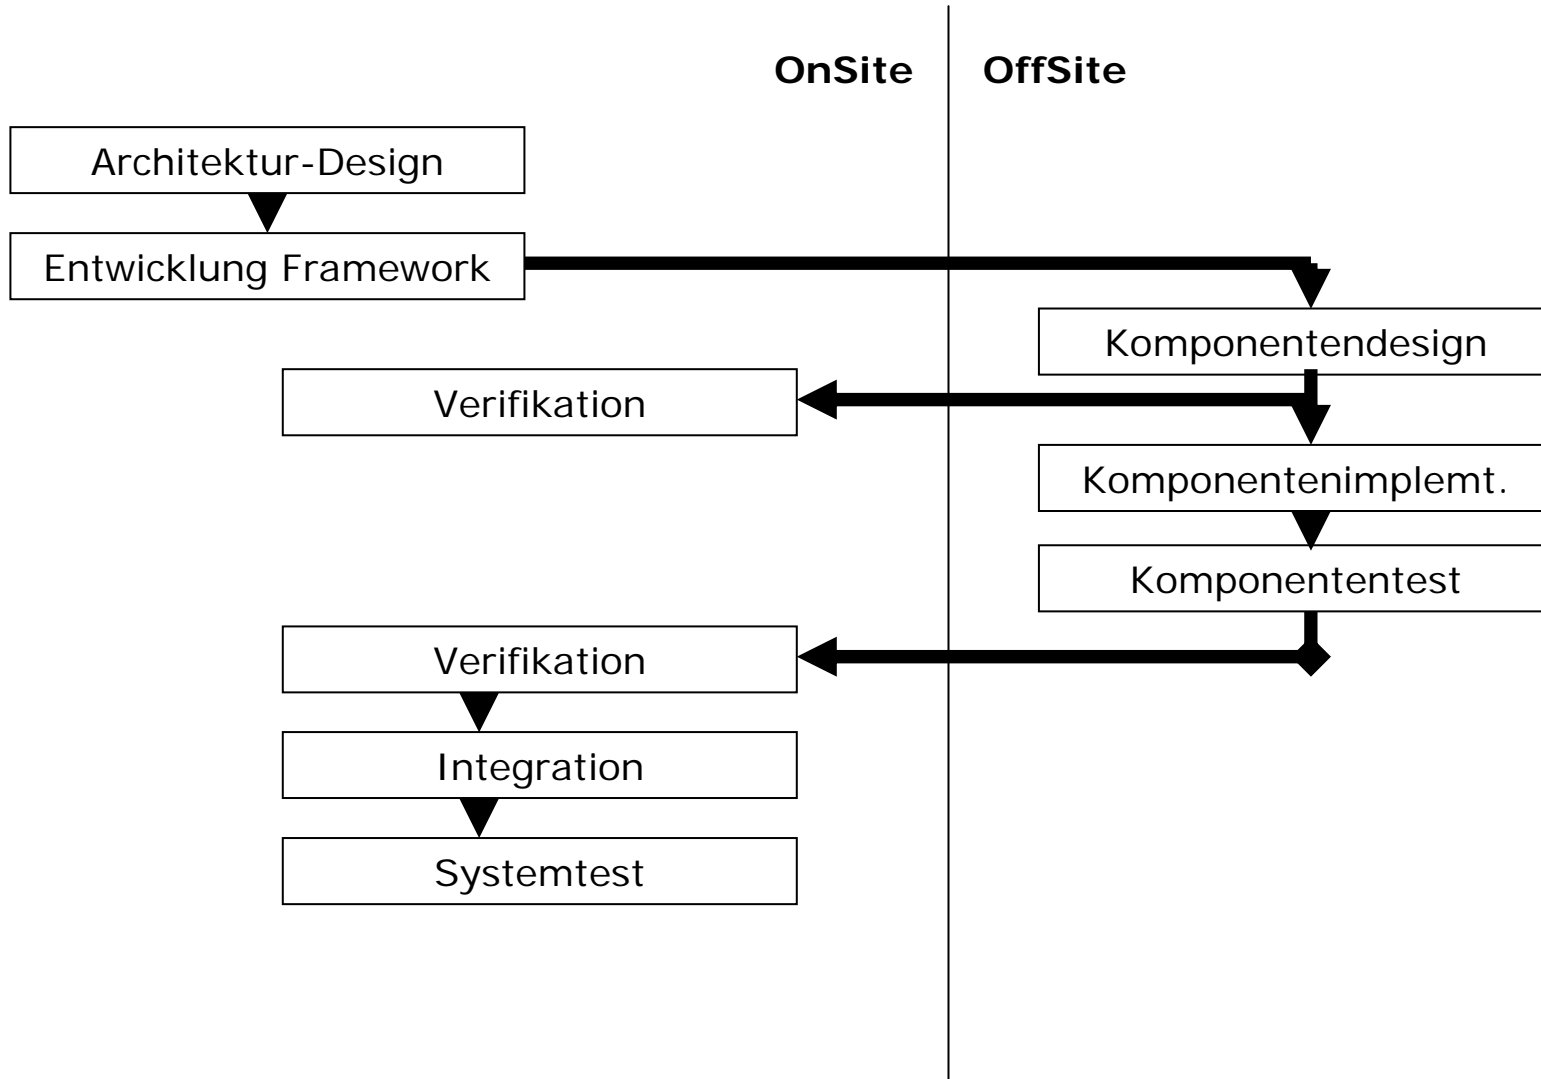 OnSite
OffSite
Architektur-Design
Entwicklung Framework
Komponentendesign
Verifikation
Komponentenimplemt.
Komponententest
Verifikation
Integration
Systemtest